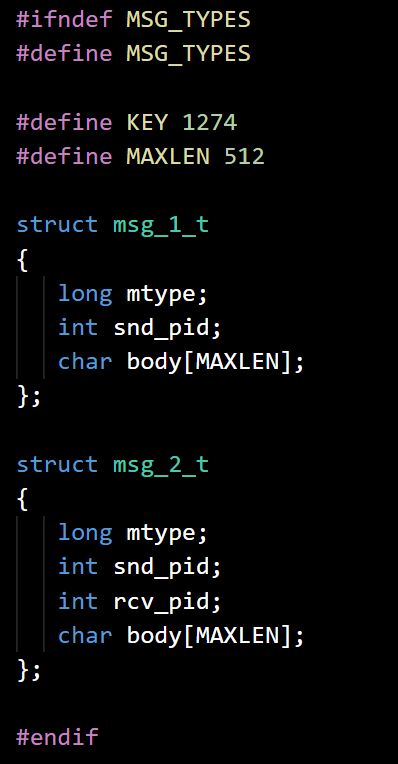 #ifndef MSG_TYPES
#define MSG_TYPES
#define KEY 1274
#define MAXLEN 512
struct msg_1_t
{
long mtype;
int snd_pid;
char body[MAXLEN];
};
struct msg_2_t
{
long mtype;
int snd_pid;
int rcv_pid;
char body[MAXLEN];
};
#endif